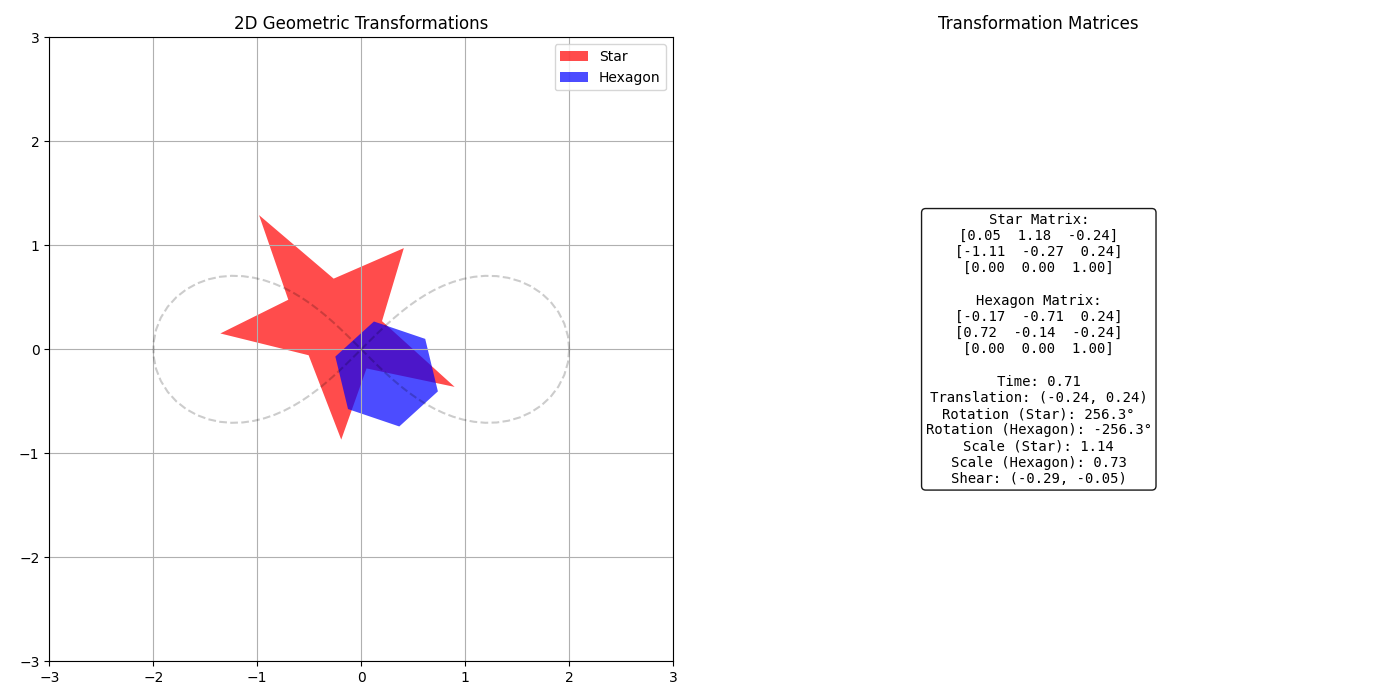 2D Geometric Transformations
3
2
1
0
−1
−2
−3
−3
−2
−1
0
1
2
3
Star
Hexagon
Transformation Matrices
Star Matrix:
[0.05  1.18  -0.24]
[-1.11  -0.27  0.24]
[0.00  0.00  1.00]
Hexagon Matrix:
[-0.17  -0.71  0.24]
[0.72  -0.14  -0.24]
[0.00  0.00  1.00]
Time: 0.71
Translation: (-0.24, 0.24)
Rotation (Star): 256.3°
Rotation (Hexagon): -256.3°
Scale (Star): 1.14
Scale (Hexagon): 0.73
Shear: (-0.29, -0.05)